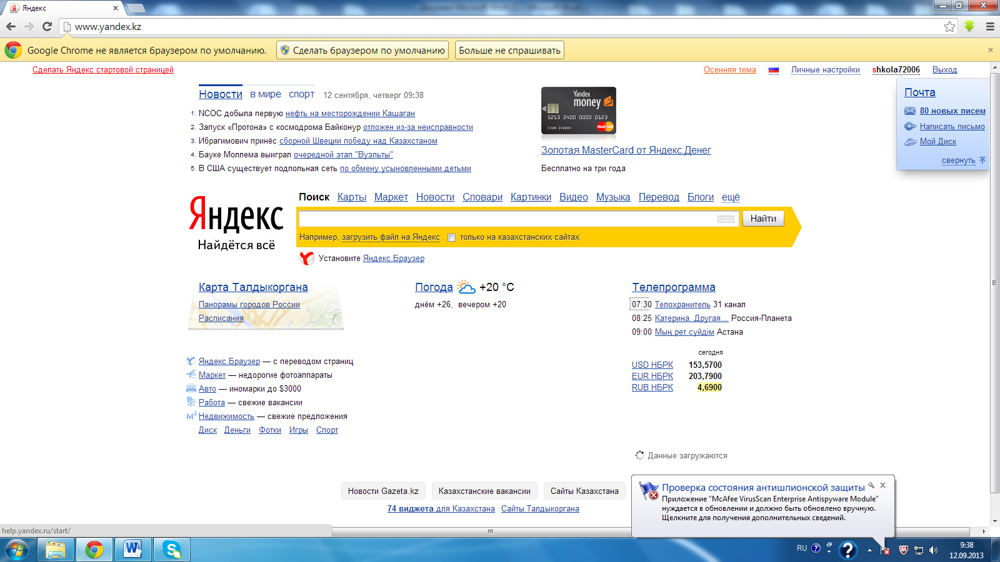 Яндекс
www.yandex.kz
Google Chrome не является браузером по умолчанию. Сделать браузером по умолчанию Больше не спрашивать
Сделать Яндекс стартовой страницей
Осенняя тема Личные настройки shkola72006 Выход
Новости в мире спорт 12 сентября, четверг 09:38
1. NCOC добыла первую нефть на месторождении Кашаган
2. Запуск «Протона» с космодрома Байконур отложен из-за неисправности
3. Ибрагимович принёс сборной Швеции победу над Казахстаном
4. Бауке Моллема выиграл очередной этап "Вуэльты"
5. В США существует подпольная сеть по обмену усыновленными детьми
Yandex
money
5213 2400 0000 0123
IVAN IVANOV
MasterCard
Золотая MasterCard от Яндекс.Денег
Бесплатно на три года
Почта
80 новых писем
Написать письмо
Мой Диск
свернуть
Поиск Карты Маркет Новости Словари Картинки Видео Музыка Перевод Блоги ещё
Яндекс
Найдётся всё
Найти
Например, загрузить файл на Яндекс только на казахстанских сайтах
Установите Яндекс.Браузер
Карта Талдыкоргана
Панорамы городов России
Расписания
Погода +20 °C
днём +26, вечером +20
Телепрограмма
07:30 Телохранитель 31 канал
08:25 Катерина. Другая… Россия-Планета
09:00 Мың рет сүйдім Астана
сегодня
USD НБРК 153,5700
EUR НБРК 203,7900
RUB НБРК 4,6900
Яндекс.Браузер — с переводом страниц
Маркет — недорогие фотоаппараты
Авто — иномарки до $3000
Работа — свежие вакансии
м² Недвижимость — свежие предложения
Диск Деньги Фотки Игры Спорт
Данные загружаются
Новости Gazeta.kz Казахстанские вакансии Сайты Казахстана
74 виджета для Казахстана Сайты Талдыкоргана
Проверка состояния антишпионской защиты
Приложение "McAfee VirusScan Enterprise Antispyware Module"
нуждается в обновлении и должно быть обновлено вручную.
Щелкните для получения дополнительных сведений.
help.yandex.ru/start/
RU
9:38
12.09.2013